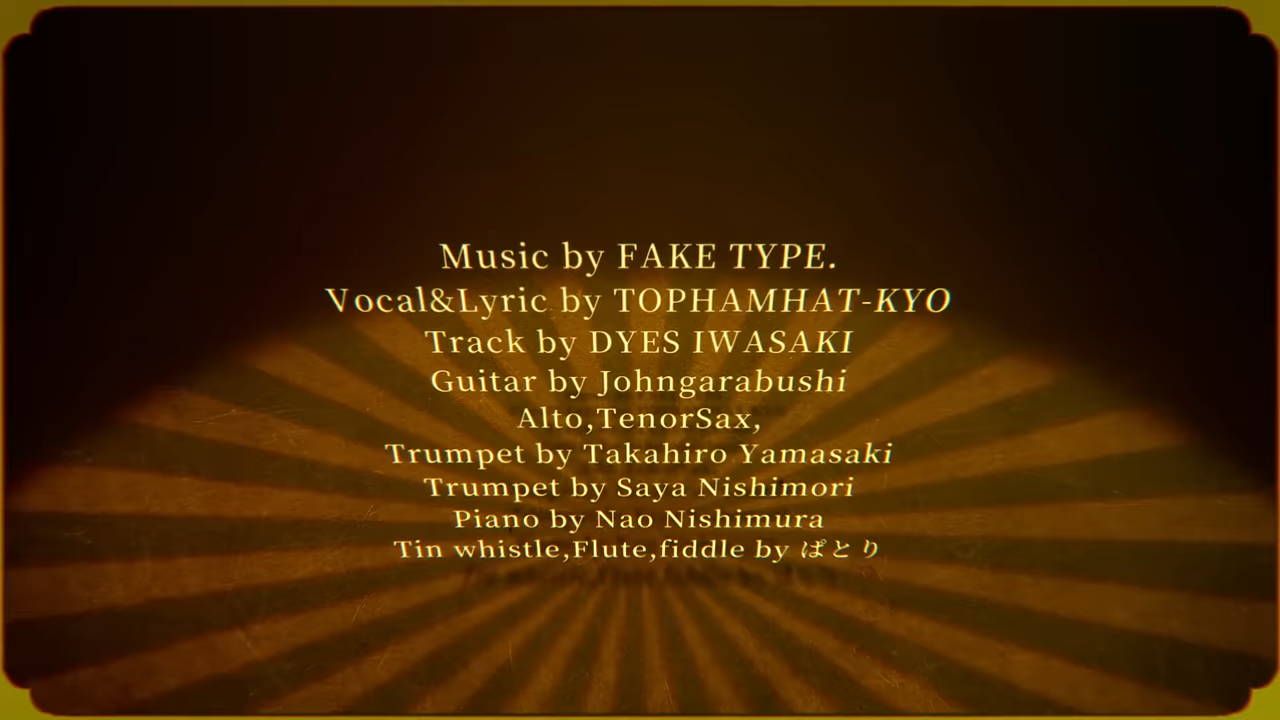 Music by FAKE TYPE.
Vocal&Lyric by TOPHAMHAT-KYO
Track by DYES IWASAKI
Guitar by Johngarabushi
Alto,TenorSax,
Trumpet by Takahiro Yamasaki
Trumpet by Saya Nishimori
Piano by Nao Nishimura
Tin whistle,Flute,fiddle by ぱとり